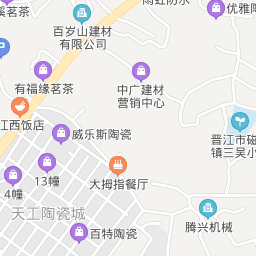 溪茗茶
百岁山建材
有限公司
优雅陶
有福缘茗茶
中广建材
营销中心
江西饭店
威乐斯陶瓷
晋江市磁
镇三吴小
大拇指餐厅
13幢
4幢
天工陶瓷城
百特陶瓷
腾兴机械